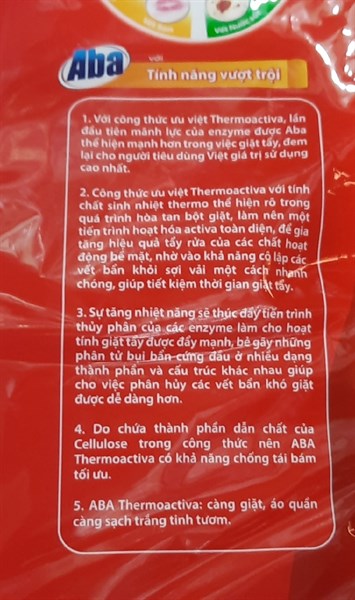 Vết Nước xốt
Aba
với
Tính năng vượt trội
1. Với công thức ưu việt Thermoactiva, lần
đầu tiên mãnh lực của enzyme được Aba
thể hiện mạnh hơn trong việc giặt tẩy, đem
lại cho người tiêu dùng Việt giá trị sử dụng
cao nhất.
2. Công thức ưu việt Thermoactiva với tính
chất sinh nhiệt thermo thể hiện rõ trong
quá trình hòa tan bột giặt, làm nên một
tiến trình hoạt hóa activa toàn diện, để gia
tăng hiệu quả tẩy rửa của các chất hoạt
động bề mặt, nhờ vào khả năng cô lập các
vết bẩn khỏi sợi vải một cách nhanh
chóng, giúp tiết kiệm thời gian giặt tẩy.
3. Sự tăng nhiệt năng sẽ thúc đẩy tiến trình
thủy phân của các enzyme làm cho hoạt
tính giặt tẩy được đẩy mạnh, bẻ gãy những
phân tử bụi bẩn cứng đầu ở nhiều dạng
thành phần và cấu trúc khác nhau giúp
cho việc phân hủy các vết bẩn khó giặt
được dễ dàng hơn.
4. Do chứa thành phần dẫn chất của
Cellulose trong công thức nên ABA
Thermoactiva có khả năng chống tái bám
tối ưu.
5. ABA Thermoactiva: càng giặt, áo quần
càng sạch trắng tinh tươm.